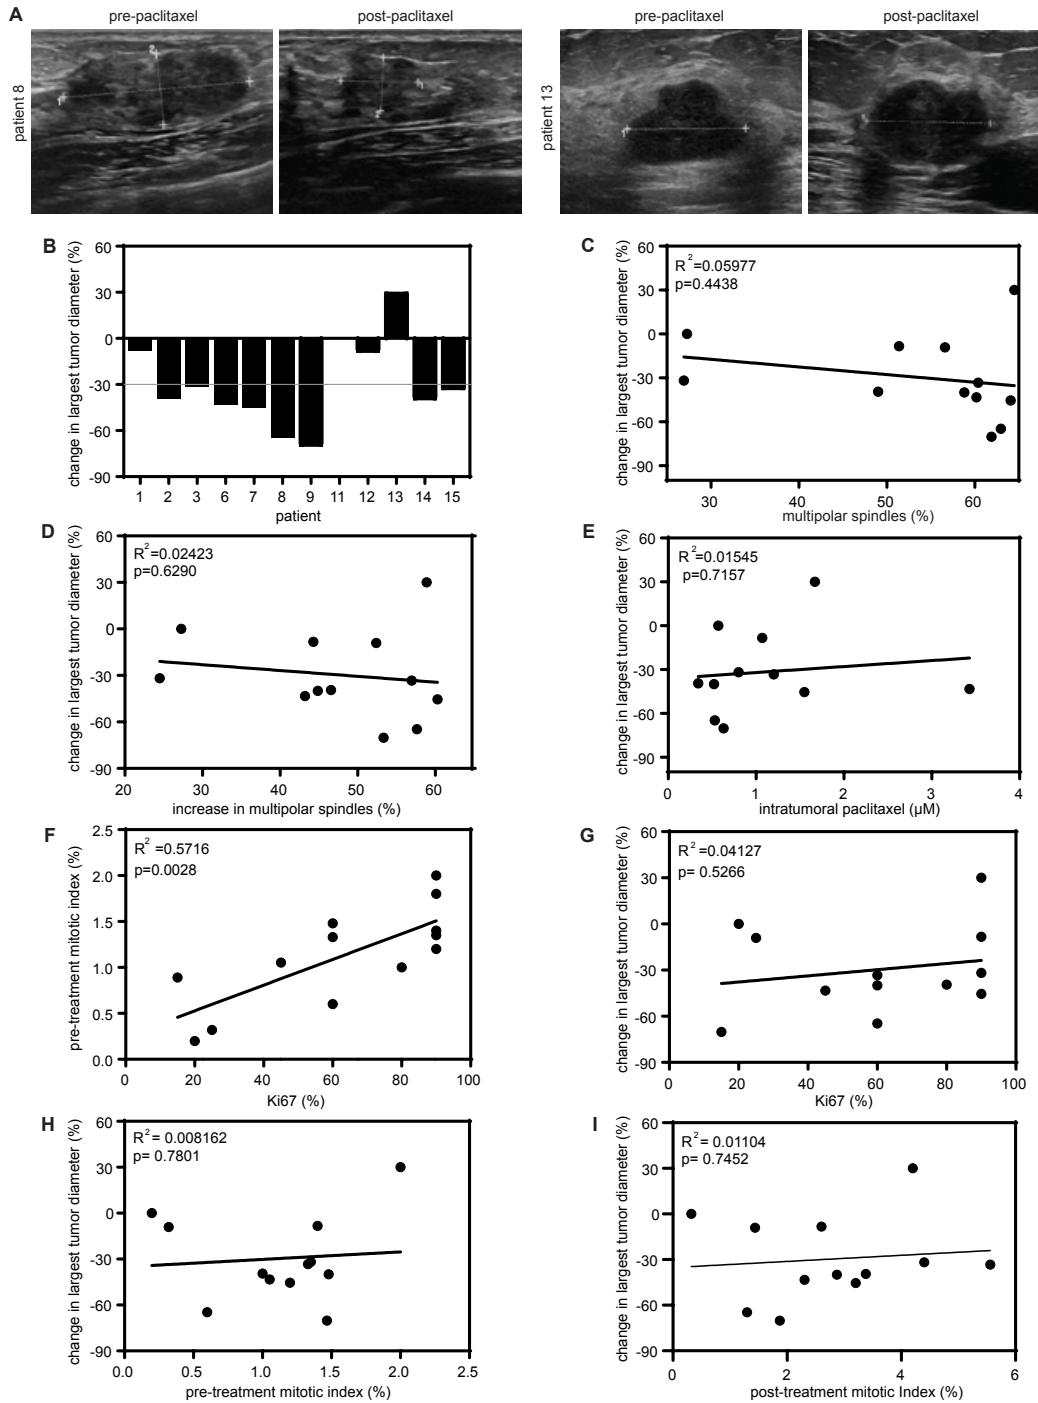 A
pre-paclitaxel
post-paclitaxel
pre-paclitaxel
post-paclitaxel
patient 8
patient 13
B
change in largest tumor diameter (%)
60
30
0
-30
-60
-90
1 2 3 6 7 8 9 11 12 13 14 15
patient
C
change in largest tumor diameter (%)
R2=0.05977
p=0.4438
60
30
0
-30
-60
-90
30 40 50 60
multipolar spindles (%)
D
change in largest tumor diameter (%)
R2=0.02423
p=0.6290
60
30
0
-30
-60
-90
20 30 40 50 60
increase in multipolar spindles (%)
E
change in largest tumor diameter (%)
R2=0.01545
p=0.7157
60
30
0
-30
-60
-90
0 1 2 3 4
intratumoral paclitaxel (µM)
F
pre-treatment mitotic index (%)
R2 =0.5716
p=0.0028
2.5
2.0
1.5
1.0
0.5
0.0
0 20 40 60 80 100
Ki67 (%)
G
change in largest tumor diameter (%)
R2 =0.04127
p= 0.5266
60
30
0
-30
-60
-90
0 20 40 60 80 100
Ki67 (%)
H
change in largest tumor diameter (%)
R2= 0.008162
p= 0.7801
60
30
0
-30
-60
-90
0.0 0.5 1.0 1.5 2.0 2.5
pre-treatment mitotic index (%)
I
change in largest tumor diameter (%)
R2= 0.01104
p= 0.7452
60
30
0
-30
-60
-90
0 2 4 6
post-treatment mitotic Index (%)